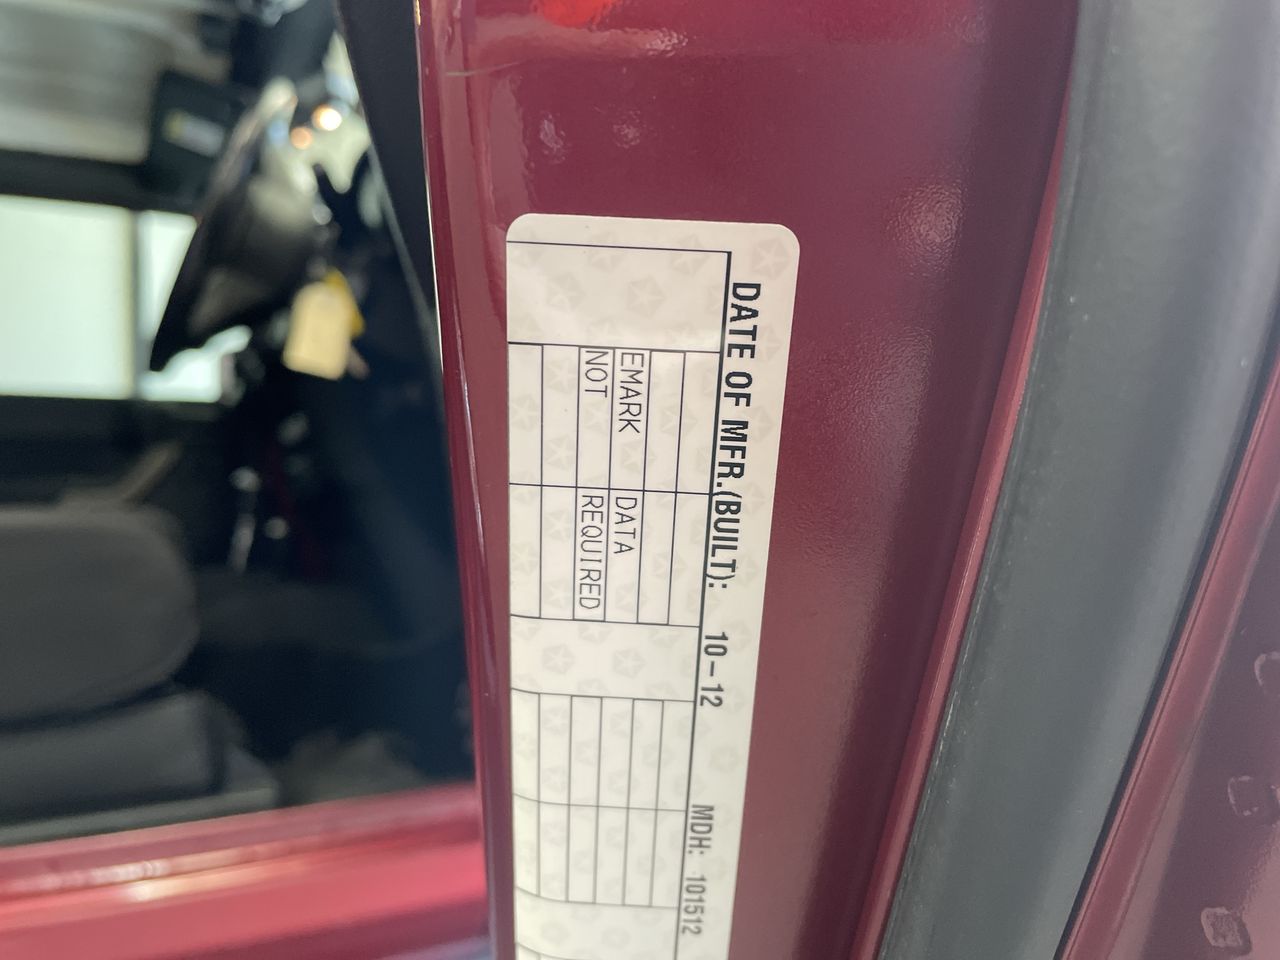 DATE OF MFR.(BUILT): 10-12 MDH: 101512
EMARK DATA
NOT REQUIRED